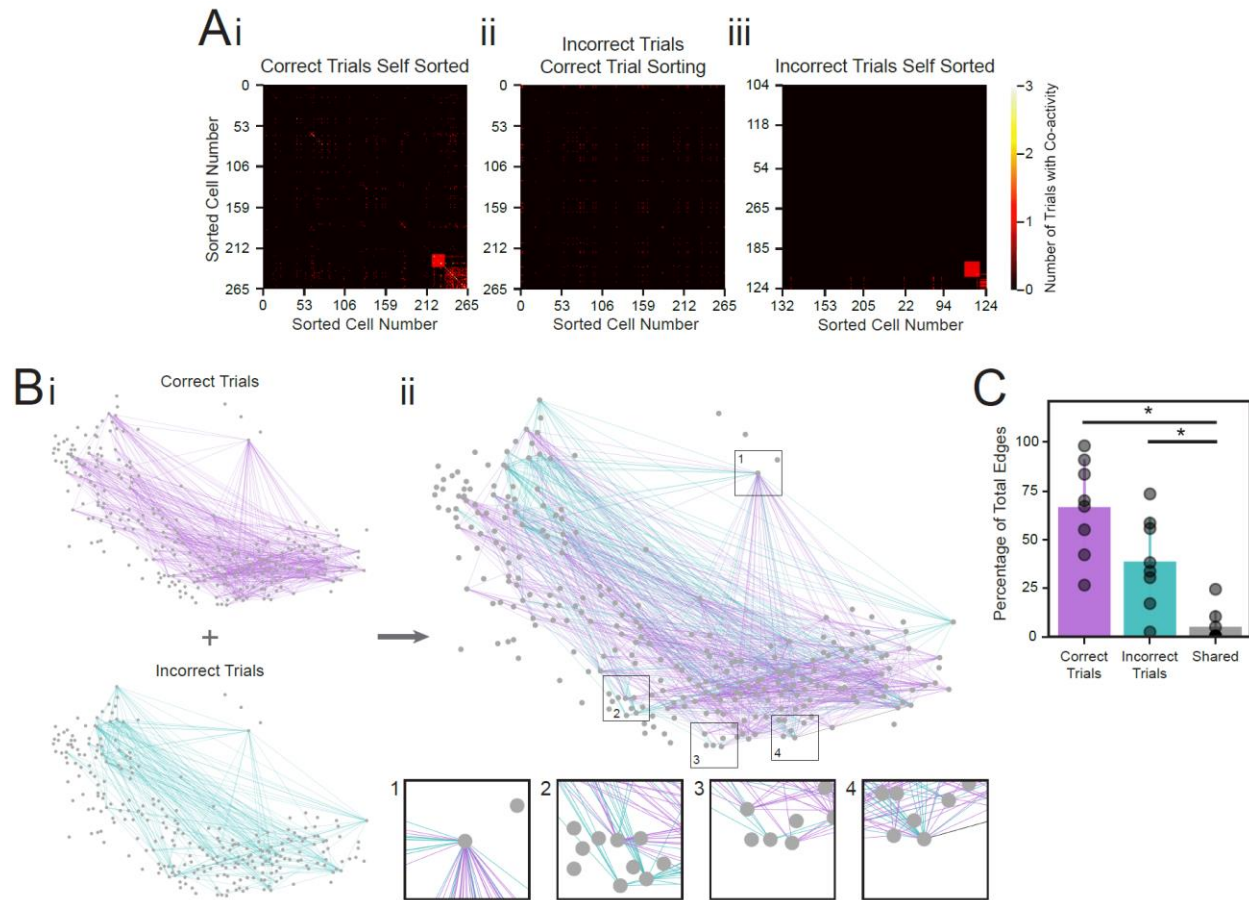 A i
Correct Trials Self Sorted
0
53
106
159
212
265
Sorted Cell Number
0 53 106 159 212 265
Sorted Cell Number
ii
Incorrect Trials
Correct Trial Sorting
0
53
106
159
212
265
0 53 106 159 212 265
Sorted Cell Number
iii
Incorrect Trials Self Sorted
104
118
54
265
185
124
132 153 205 22 94 124
Sorted Cell Number
3
2
1
0
Number of Trials with Co-activity
B i
Correct Trials
+
Incorrect Trials
ii
1
2
3
4
1
2
3
4
C
*
*
100
75
50
25
0
Percentage of Total Edges
Correct Incorrect Shared
Trials Trials